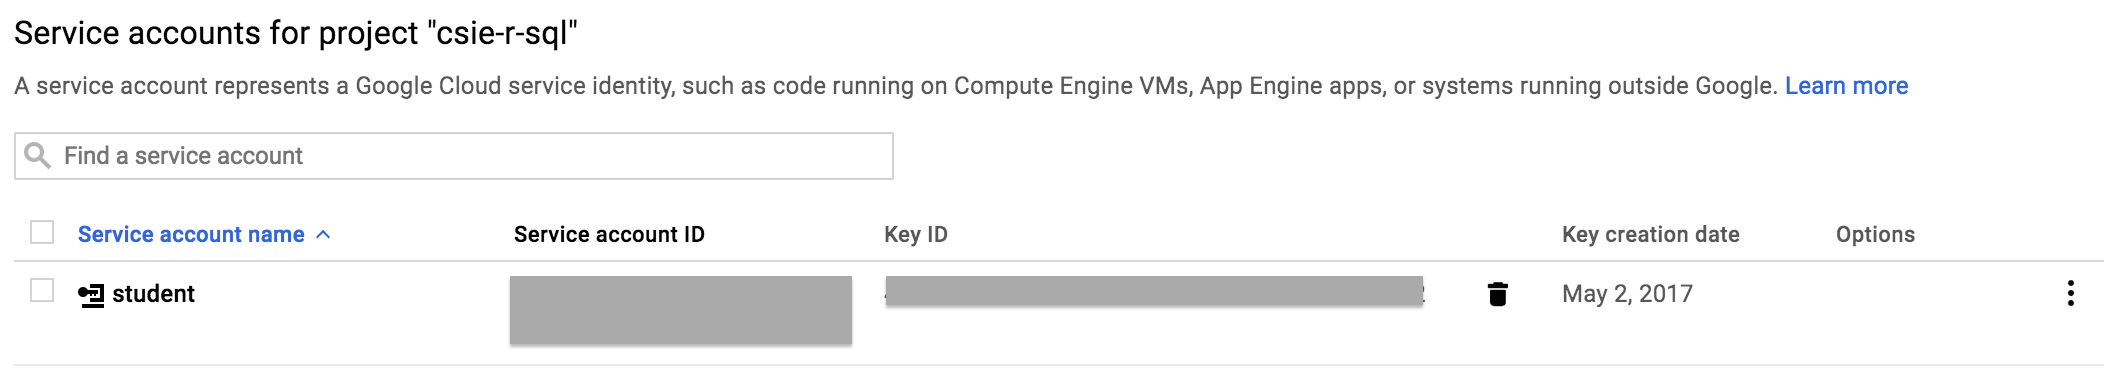 Service accounts for project "csie-r-sql"
A service account represents a Google Cloud service identity, such as code running on Compute Engine VMs, App Engine apps, or systems running outside Google. Learn more
Find a service account
Service account name Service account ID Key ID Key creation date Options
student May 2, 2017